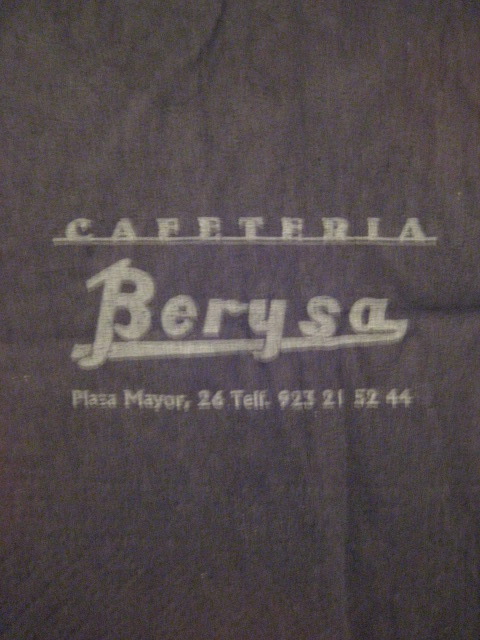 CAFETERIA
Berysa
Plaza Mayor, 26 Telf. 923 21 52 44